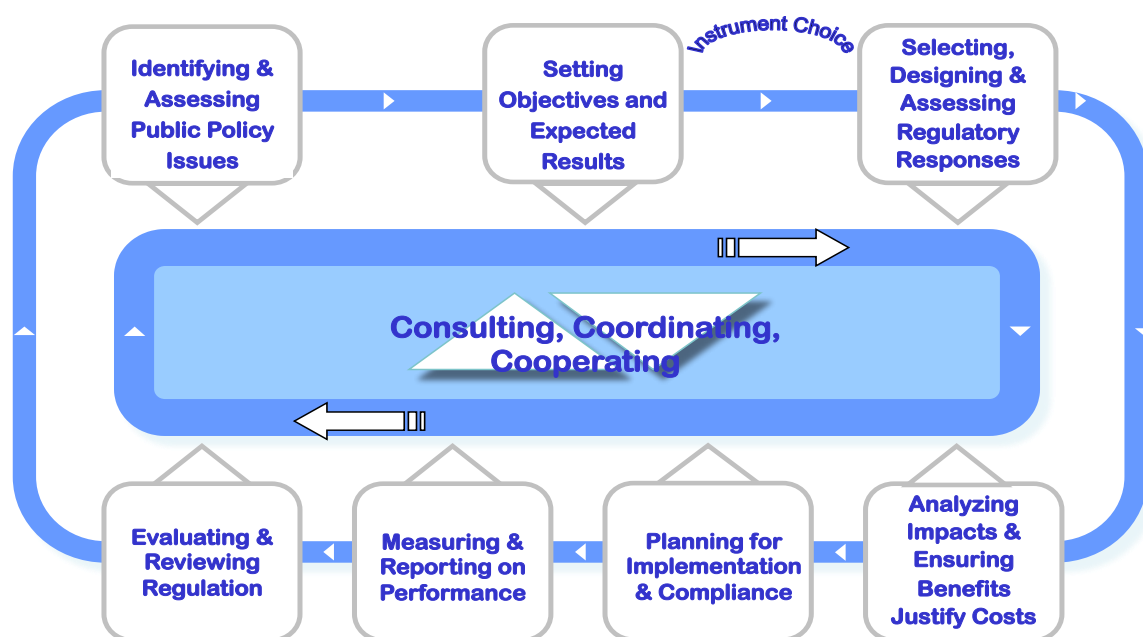 Identifying &
Assessing
Public Policy
Issues
Setting
Objectives and
Expected
Results
Instrument Choice
Selecting,
Designing &
Assessing
Regulatory
Responses
Consulting, Coordinating,
Cooperating
Evaluating &
Reviewing
Regulation
Measuring &
Reporting on
Performance
Planning for
Implementation
& Compliance
Analyzing
Impacts &
Ensuring
Benefits
Justify Costs